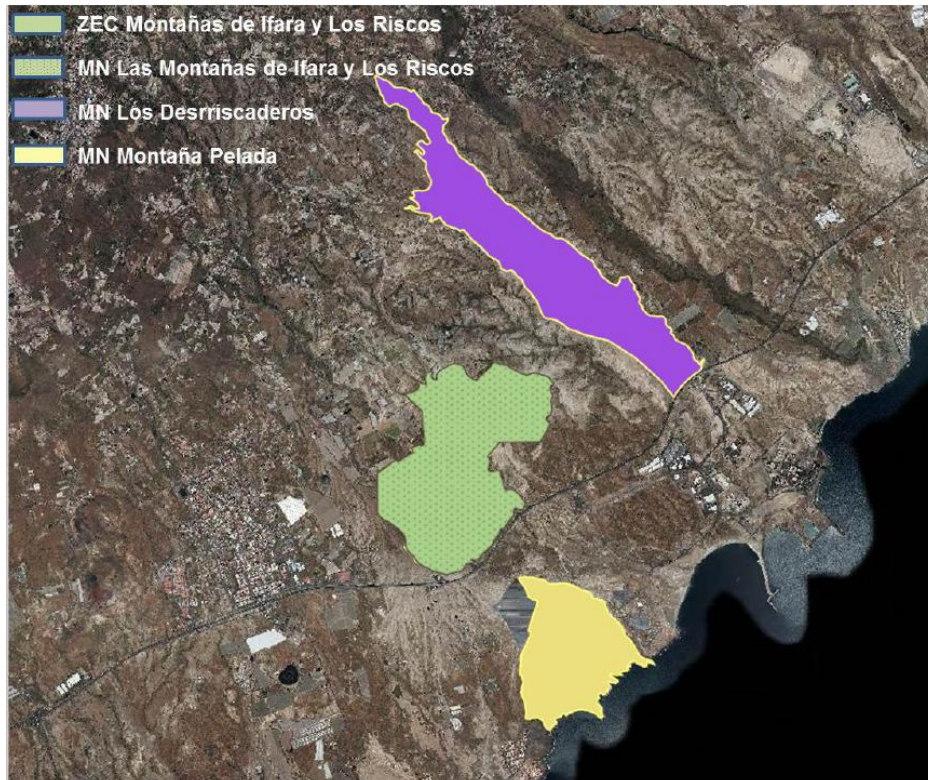 ZEC Montañas de Ifara y Los Riscos
MN Las Montañas de Ifara y Los Riscos
MN Los Desrriscaderos
MN Montaña Pelada